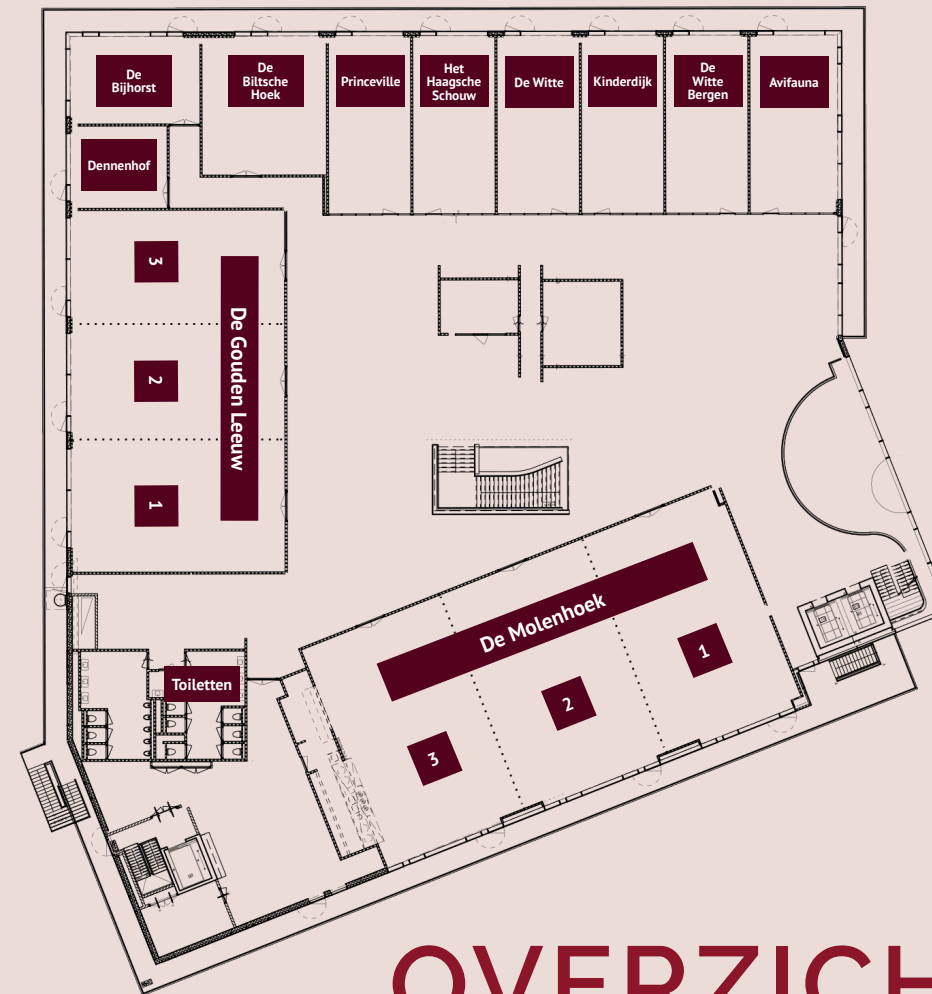 De
Bijhorst
De
Biltsche
Hoek
Princeville
Het
Haagsche
Schouw
De Witte
Kinderdijk
De
Witte
Bergen
Avifauna
Dennenhof
3
2
1
De Gouden Leeuw
De Molenhoek
1
2
3
Toiletten
OVERZICH